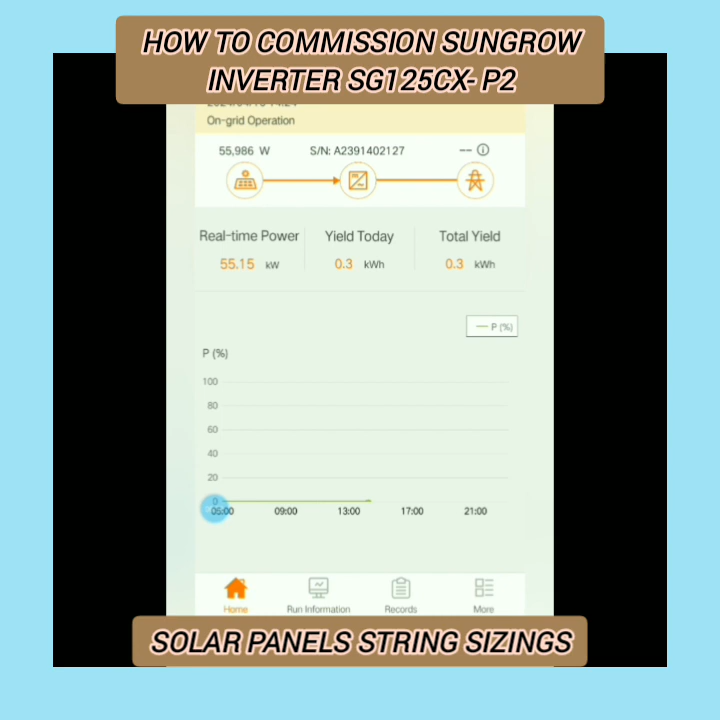 HOW TO COMMISSION SUNGROW
INVERTER SG125CX- P2
On-grid Operation
55,986 W S/N: A2391402127 --
Real-time Power Yield Today Total Yield
55.15 kW 0.3 kWh 0.3 kWh
P (%)
P (%)
100
80
60
40
20
0
05:00 09:00 13:00 17:00 21:00
Home Run Information Records More
SOLAR PANELS STRING SIZINGS